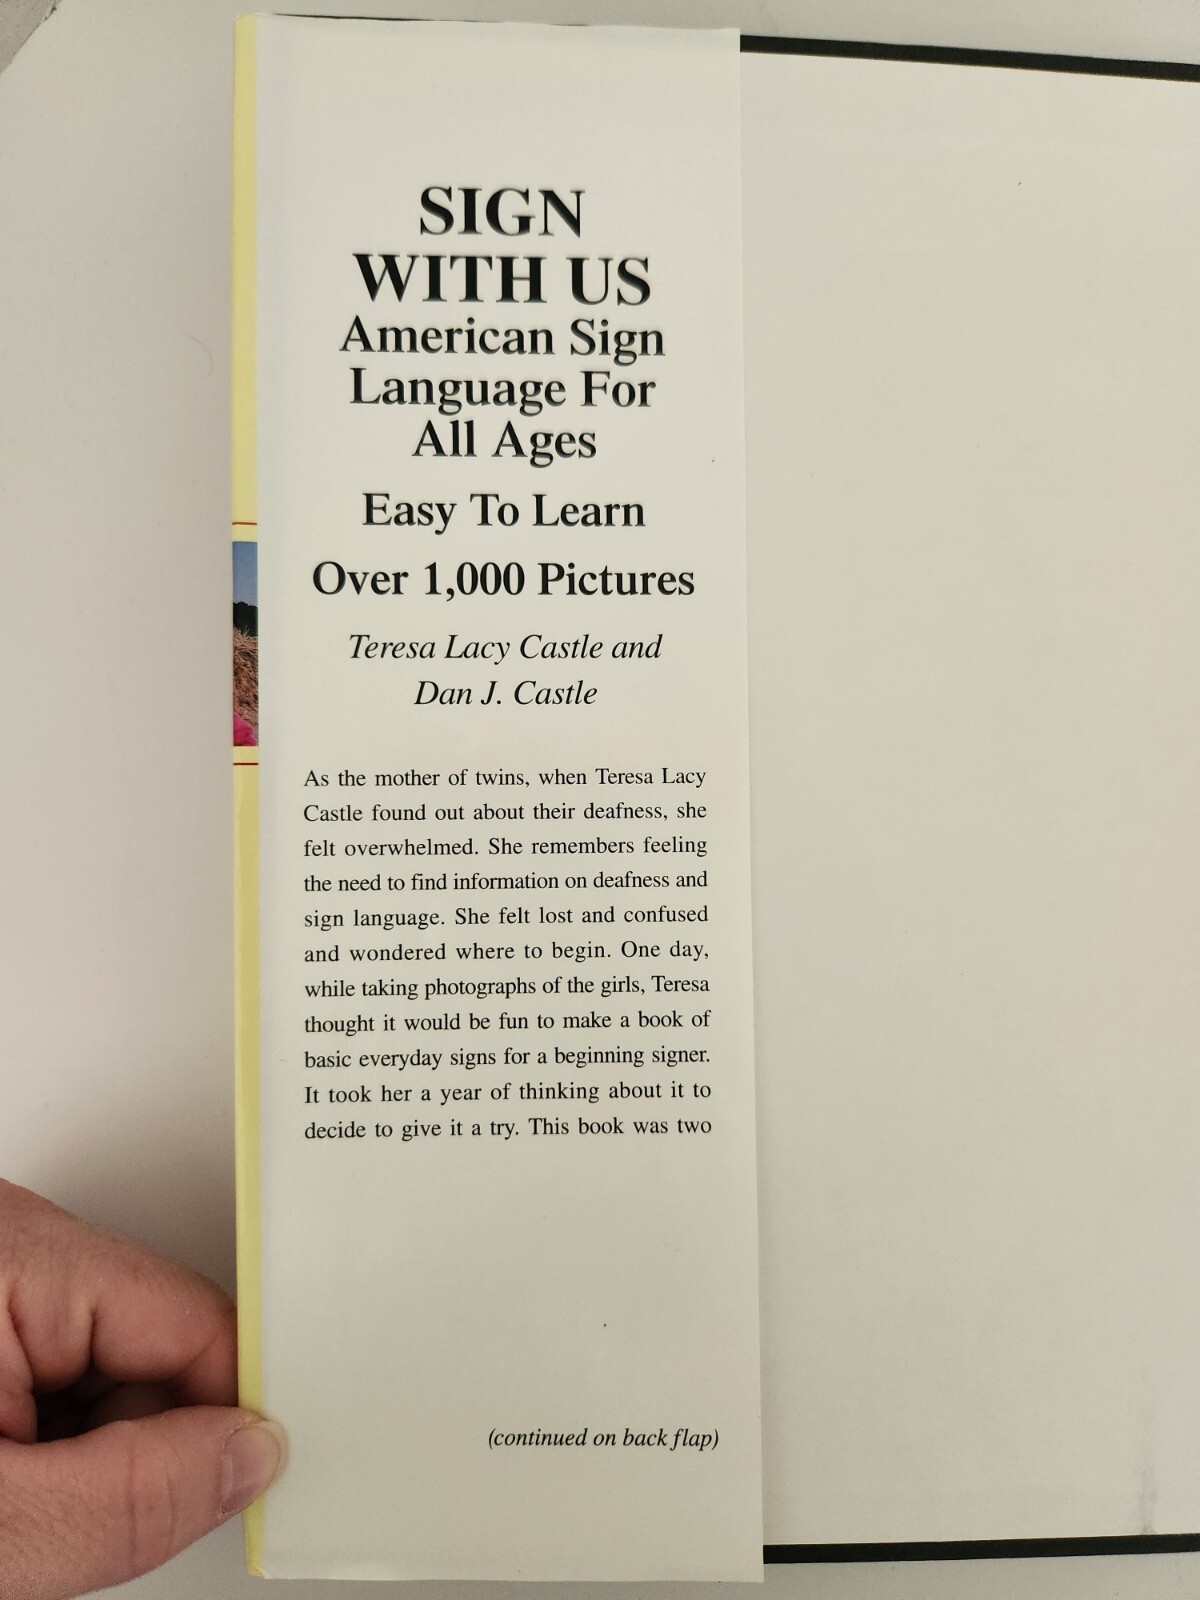 SIGN
WITH US
American Sign
Language For
All Ages
Easy To Learn
Over 1,000 Pictures
Teresa Lacy Castle and
Dan J. Castle
As the mother of twins, when Teresa Lacy
Castle found out about their deafness, she
felt overwhelmed. She remembers feeling
the need to find information on deafness and
sign language. She felt lost and confused
and wondered where to begin. One day,
while taking photographs of the girls, Teresa
thought it would be fun to make a book of
basic everyday signs for a beginning signer.
It took her a year of thinking about it to
decide to give it a try. This book was two
(continued on back flap)